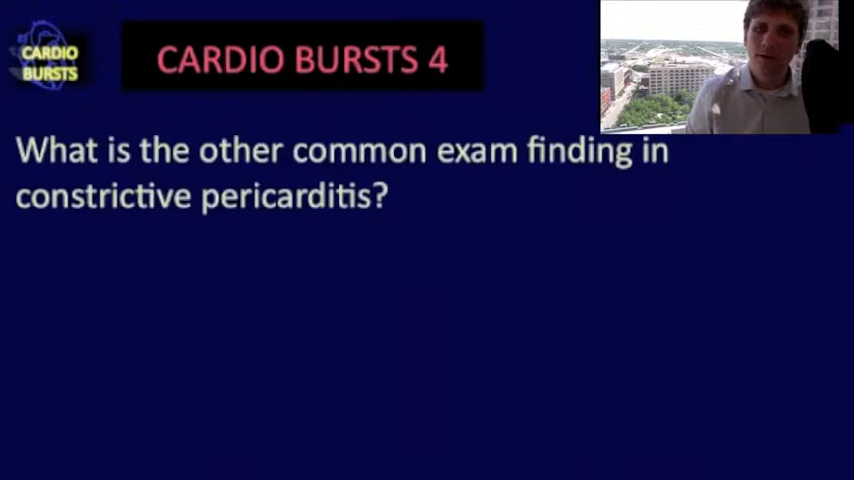 CARDIO
BURSTS
CARDIO BURSTS 4
What is the other common exam finding in
constrictive pericarditis?